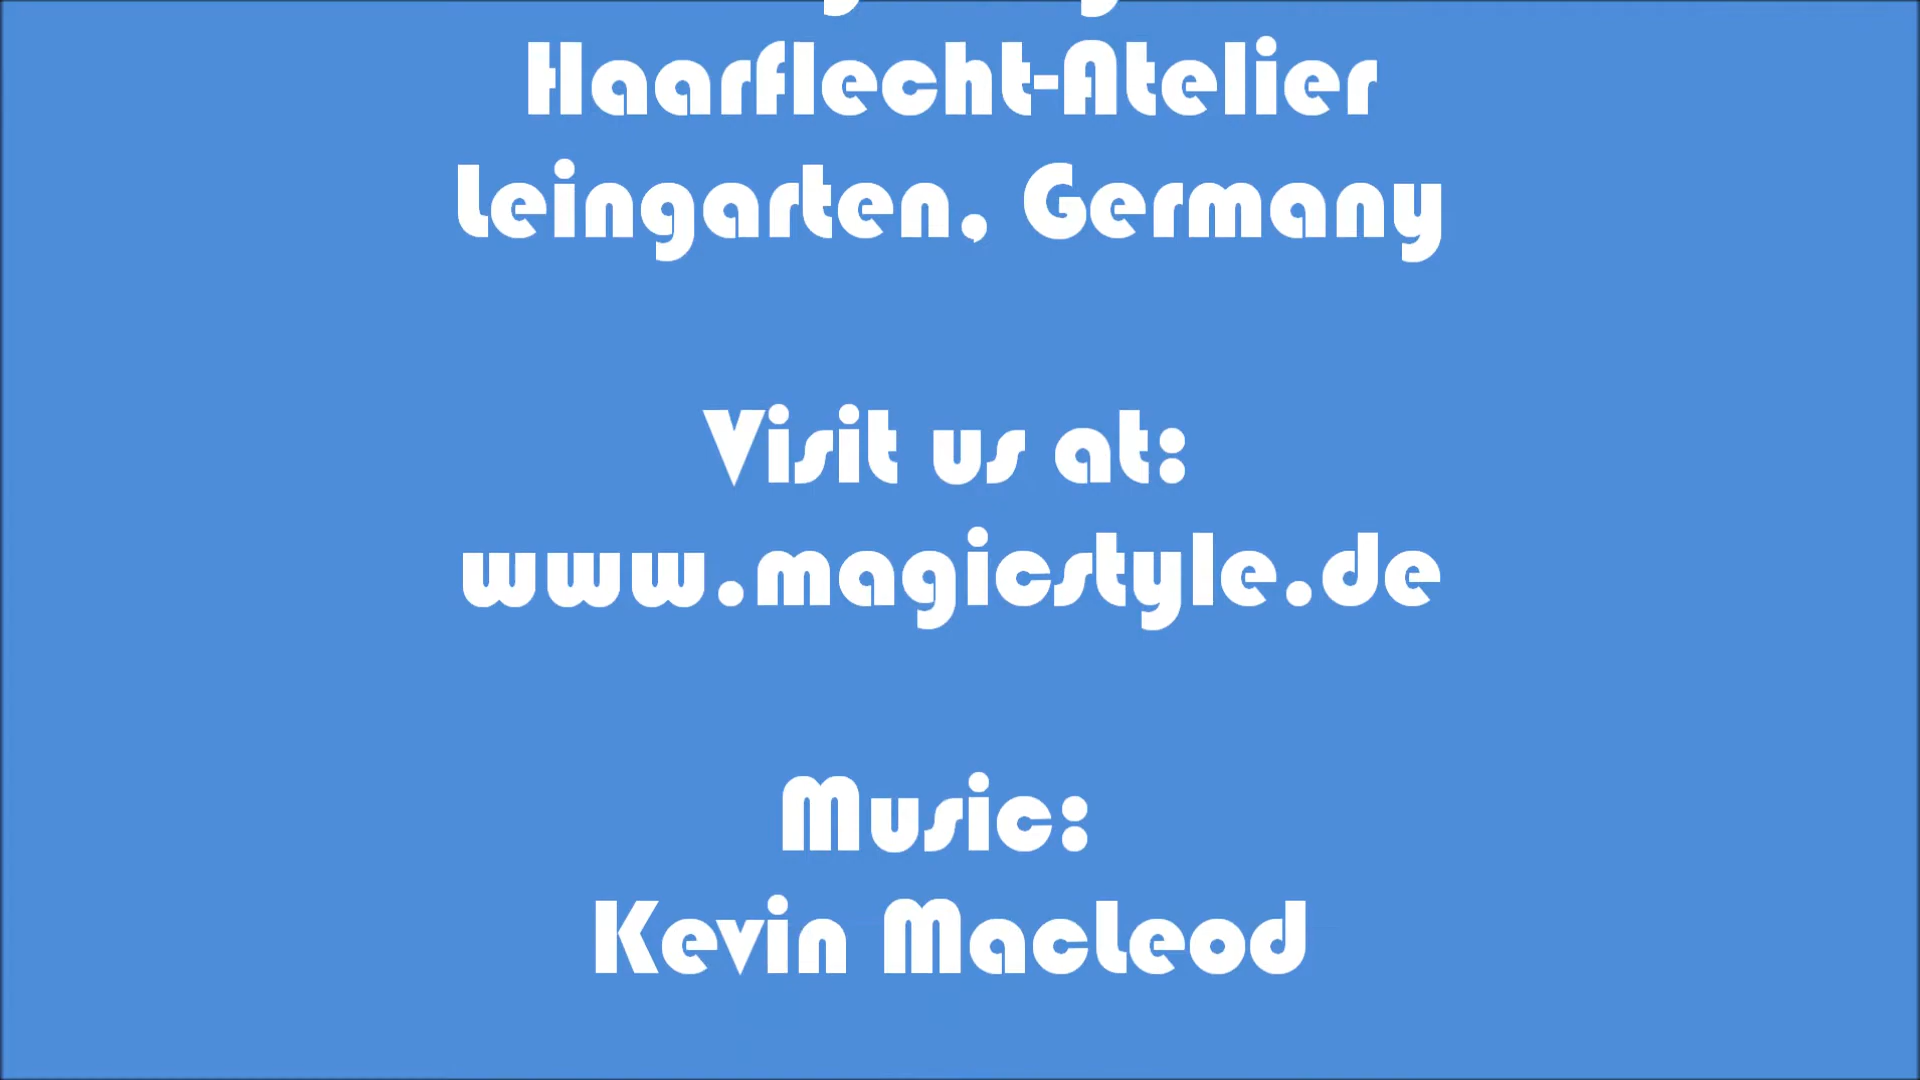 Haarflecht-Atelier
Leingarten, Germany
Visit us at:
www.magicstyle.de
Music:
Kevin MacLeod